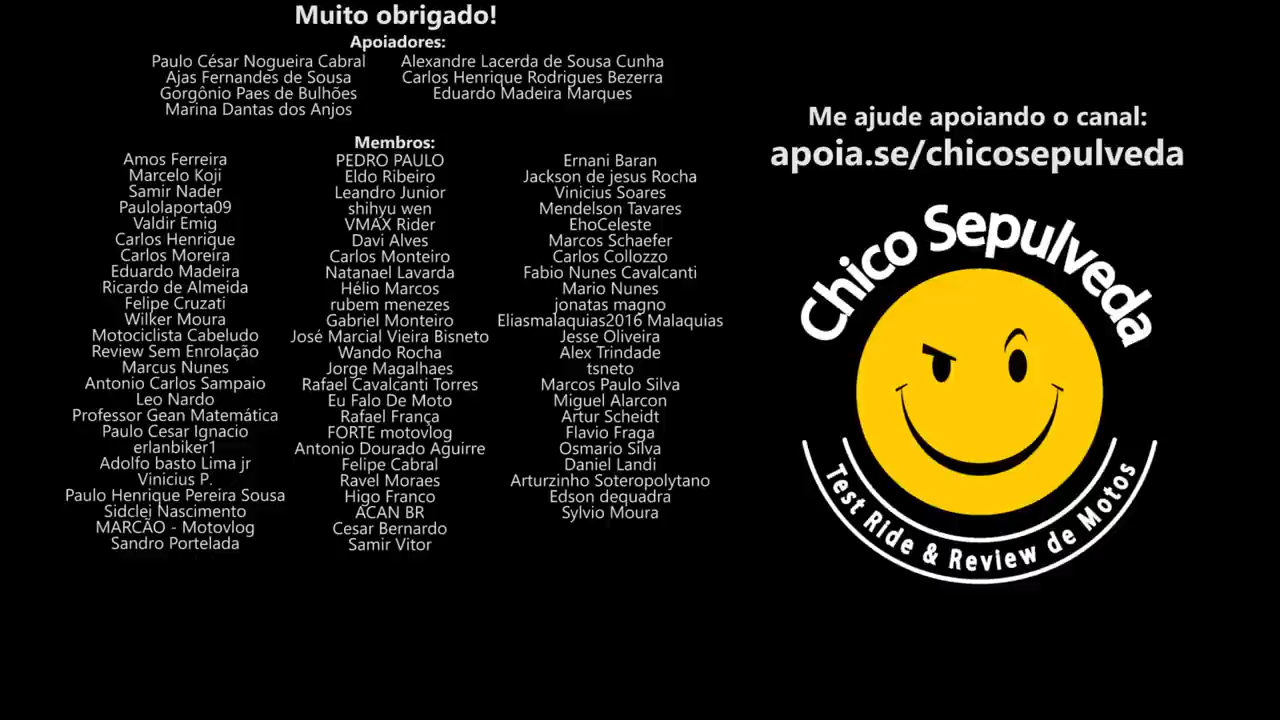 Muito obrigado!
Apoiadores:
Paulo César Nogueira Cabral
Ajas Fernandes de Sousa
Gorgônio Paes de Bulhões
Marina Dantas dos Anjos
Alexandre Lacerda de Sousa Cunha
Carlos Henrique Rodrigues Bezerra
Eduardo Madeira Marques
Membros:
Amos Ferreira
Marcelo Koji
Samir Nader
Paulolaporta09
Valdir Emig
Carlos Henrique
Carlos Moreira
Eduardo Madeira
Ricardo de Almeida
Felipe Cruzati
Wilker Moura
Motociclista Cabeludo
Review Sem Enrolação
Marcus Nunes
Antonio Carlos Sampaio
Leo Nardo
Professor Gean Matemática
Paulo Cesar Ignacio
erlanbiker1
Adolfo basto Lima jr
Vinicius P.
Paulo Henrique Pereira Sousa
Sidclei Nascimento
MARCÃO - Motovlog
Sandro Portelada
PEDRO PAULO
Eldo Ribeiro
Leandro Junior
shihyu wen
VMAX Rider
Davi Alves
Carlos Monteiro
Natanael Lavarda
Hélio Marcos
rubem menezes
Gabriel Monteiro
José Marcial Vieira Bisneto
Wando Rocha
Jorge Magalhaes
Rafael Cavalcanti Torres
Eu Falo De Moto
Rafael França
FORTE motovlog
Antonio Dourado Aguirre
Felipe Cabral
Ravel Moraes
Higo Franco
ACAN BR
Cesar Bernardo
Samir Vitor
Ernani Baran
Jackson de jesus Rocha
Vinicius Soares
Mendelson Tavares
EhoCeleste
Marcos Schaefer
Carlos Collozzo
Fabio Nunes Cavalcanti
Mario Nunes
jonatas magno
Eliasmalaquias2016 Malaquias
Jesse Oliveira
Alex Trindade
tsneto
Marcos Paulo Silva
Miguel Alarcon
Artur Scheidt
Flavio Fraga
Osmario Silva
Daniel Landi
Arturzinho Soteropolytano
Edson dequadra
Sylvio Moura
Me ajude apoiando o canal:
apoia.se/chicosepulveda
Chico Sepulveda
Test Ride & Review de Motos